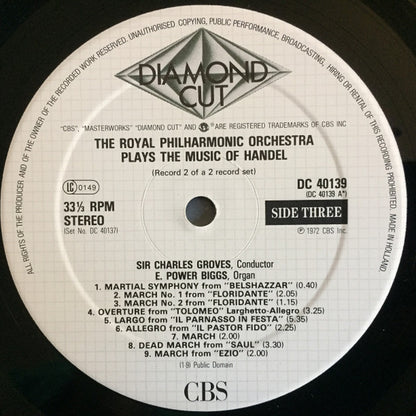 UNAUTHORISED COPYING, PUBLIC PERFORMANCE, BROADCASTING, HIRING OR RENTAL OF THIS RECORD PROHIBITED. MADE IN HOLLAND
ALL RIGHTS OF THE PRODUCER AND OF THE OWNER OF THE RECORDED WORK RESERVED.
DIAMOND
CUT
"CBS", "MASTERWORKS" "DIAMOND CUT" AND ARE REGISTERED TRADEMARKS OF CBS INC
THE ROYAL PHILHARMONIC ORCHESTRA
PLAYS THE MUSIC OF HANDEL
(Record 2 of a 2 record set)
LC 0149
DC 40139
(DC 40139 A*)
33⅓ RPM
STEREO
(Set No. DC 40137)
SIDE THREE
℗ 1972 CBS Inc.
SIR CHARLES GROVES, Conductor
E. POWER BIGGS, Organ
1. MARTIAL SYMPHONY from "BELSHAZZAR" (0.40)
2. MARCH No. 1 from "FLORIDANTE" (2.05)
3. MARCH No. 2 from "FLORIDANTE" (1.15)
4. OVERTURE from "TOLOMEO" Larghetto-Allegro (3.25)
5. LARGO from "IL PARNASSO IN FESTA" (5.35)
6. ALLEGRO from "IL PASTOR FIDO" (2.25)
7. MARCH (2.00)
8. DEAD MARCH from "SAUL" (3.30)
9. MARCH from "EZIO" (2.00)
(1-9) Public Domain
CBS